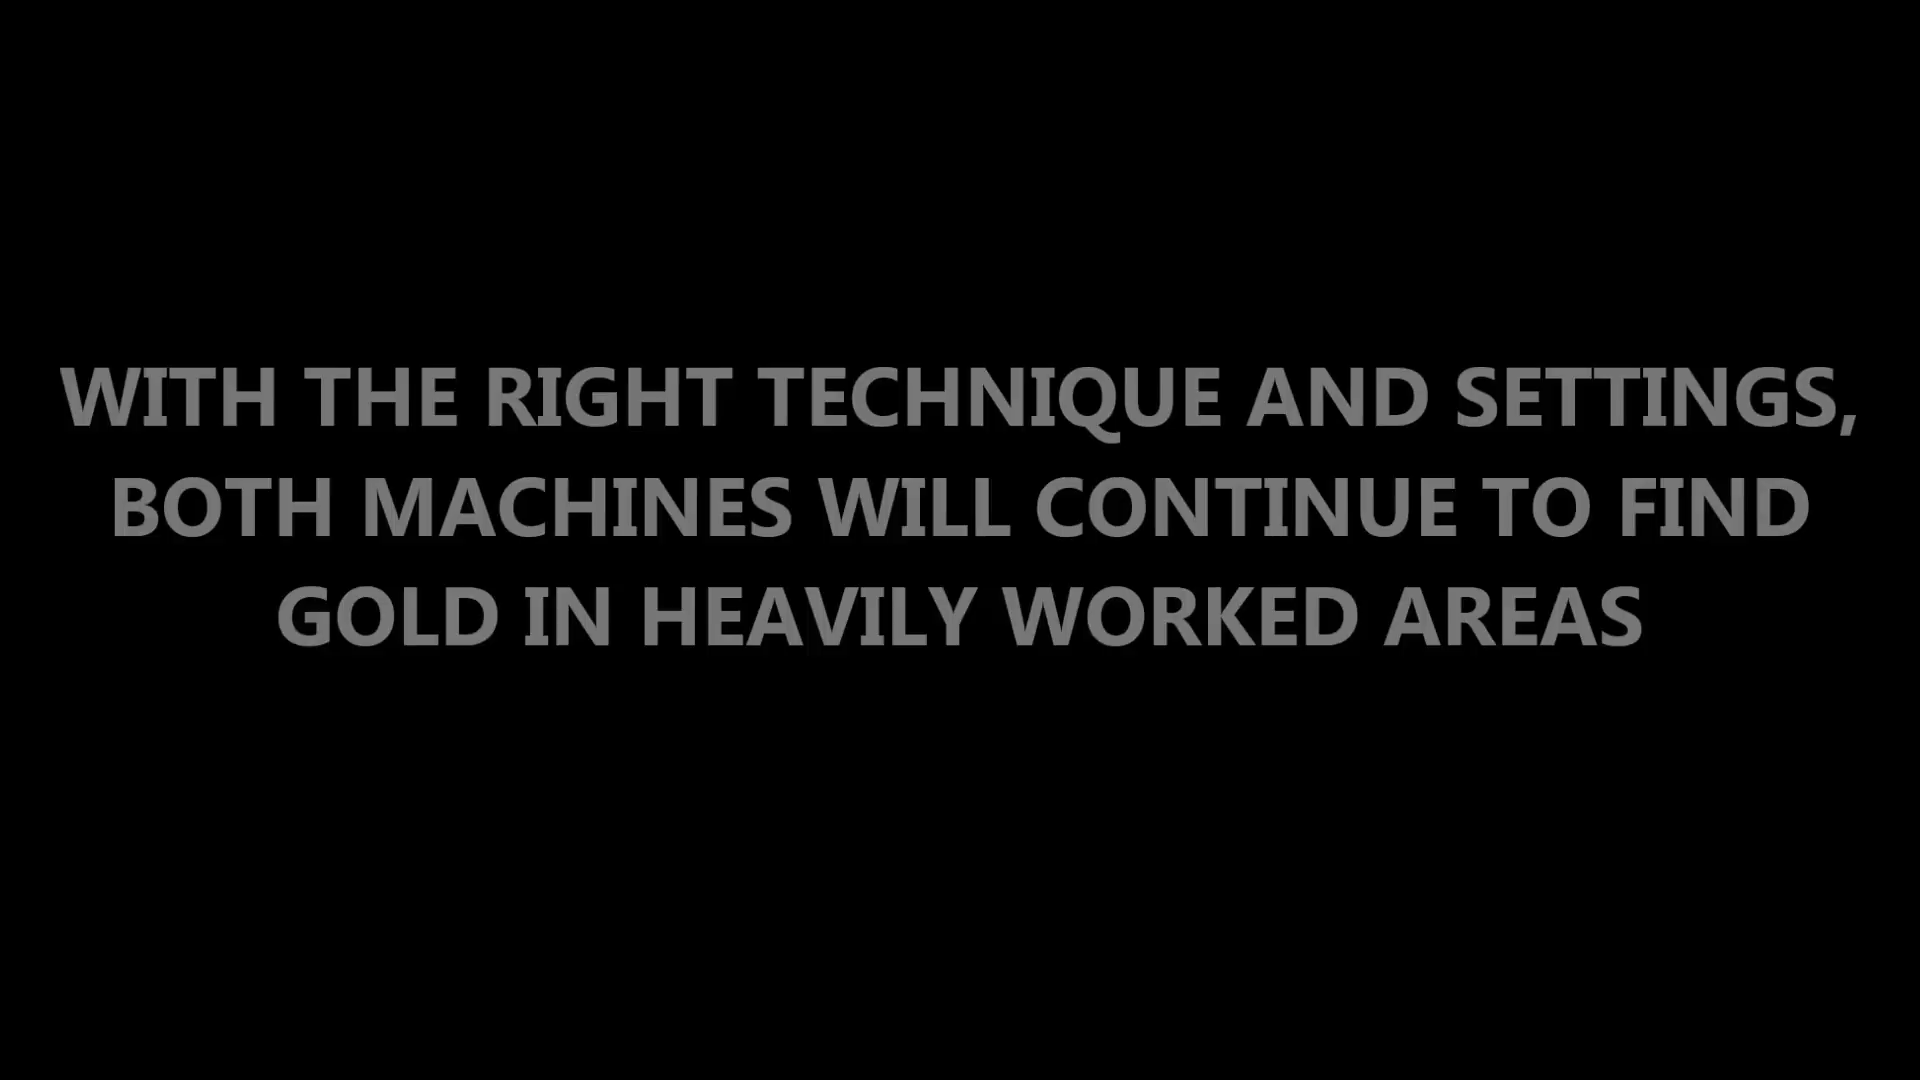 WITH THE RIGHT TECHNIQUE AND SETTINGS,
BOTH MACHINES WILL CONTINUE TO FIND
GOLD IN HEAVILY WORKED AREAS